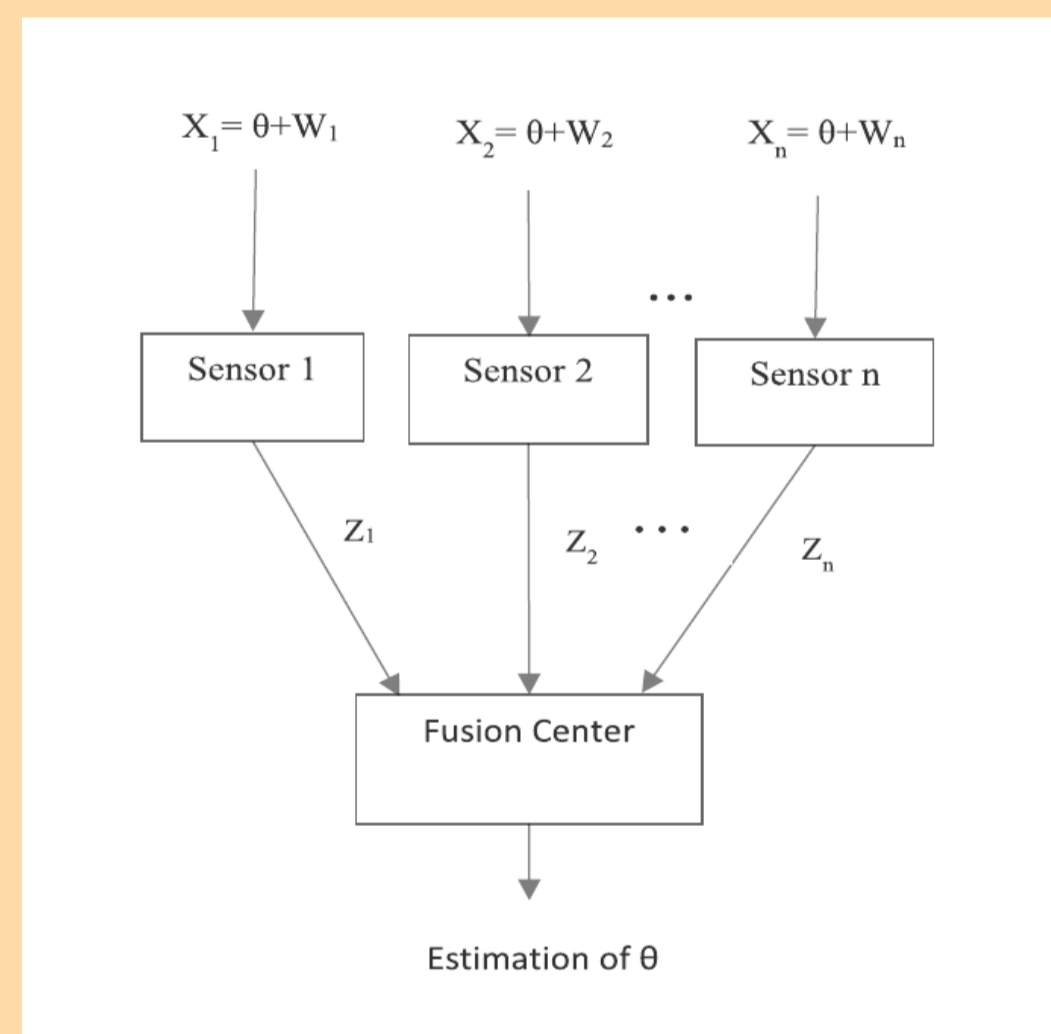 X₁= θ+W₁ X₂= θ+W₂ Xₙ= θ+Wₙ
...
Sensor 1 Sensor 2 Sensor n
Z₁ Z₂ ... Zₙ
Fusion Center
Estimation of θ